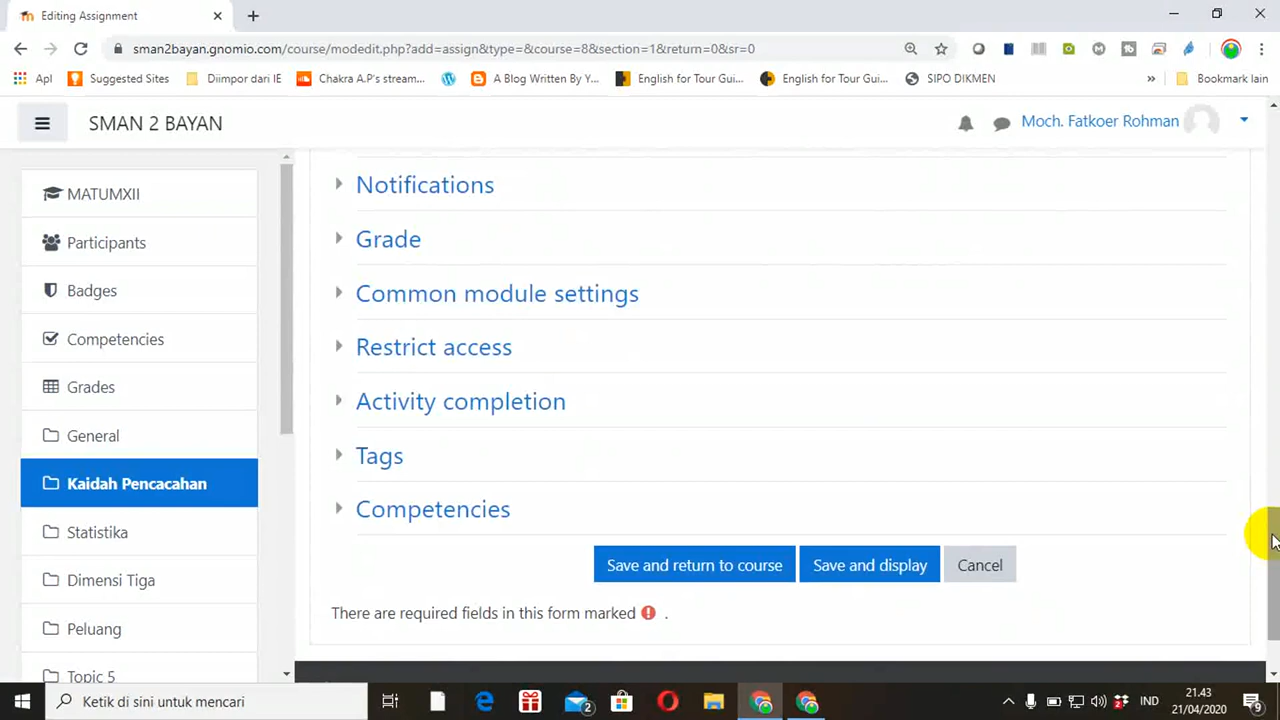 Editing Assignment
sman2bayan.gnomio.com/course/modedit.php?add=assign&type=&course=8&section=1&return=0&sr=0
Apl
Suggested Sites
Diimpor dari IE
Chakra A.P's stream...
A Blog Written By Y...
English for Tour Gui...
English for Tour Gui...
SIPO DIKMEN
»
Bookmark lain
SMAN 2 BAYAN
Moch. Fatkoer Rohman
MATUMXII
Participants
Badges
Competencies
Grades
General
Kaidah Pencacahan
Statistika
Dimensi Tiga
Peluang
Topic 5
Notifications
Grade
Common module settings
Restrict access
Activity completion
Tags
Competencies
Save and return to course
Save and display
Cancel
There are required fields in this form marked .
Ketik di sini untuk mencari
2
IND
21.43
21/04/2020
9